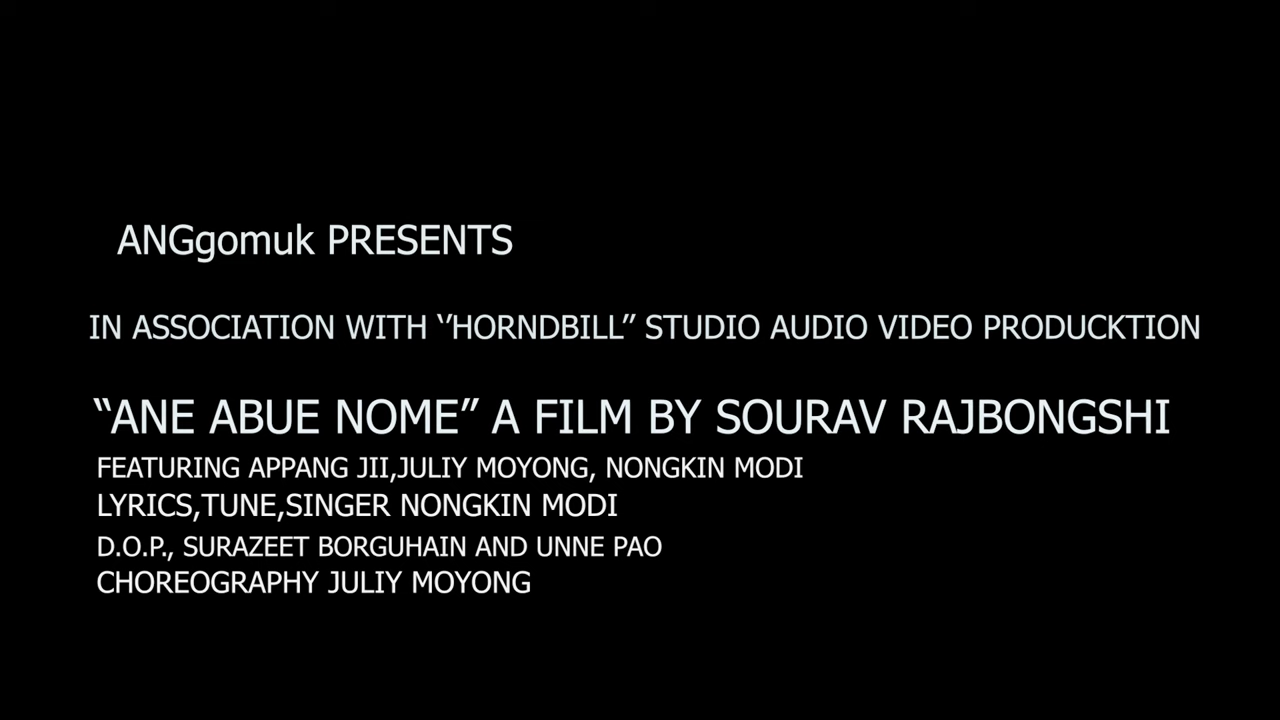 ANGgomuk PRESENTS
IN ASSOCIATION WITH ‘’HORNDBILL’’ STUDIO AUDIO VIDEO PRODUCKTION
“ANE ABUE NOME” A FILM BY SOURAV RAJBONGSHI
FEATURING APPANG JII,JULIY MOYONG, NONGKIN MODI
LYRICS,TUNE,SINGER NONGKIN MODI
D.O.P., SURAZEET BORGUHAIN AND UNNE PAO
CHOREOGRAPHY JULIY MOYONG